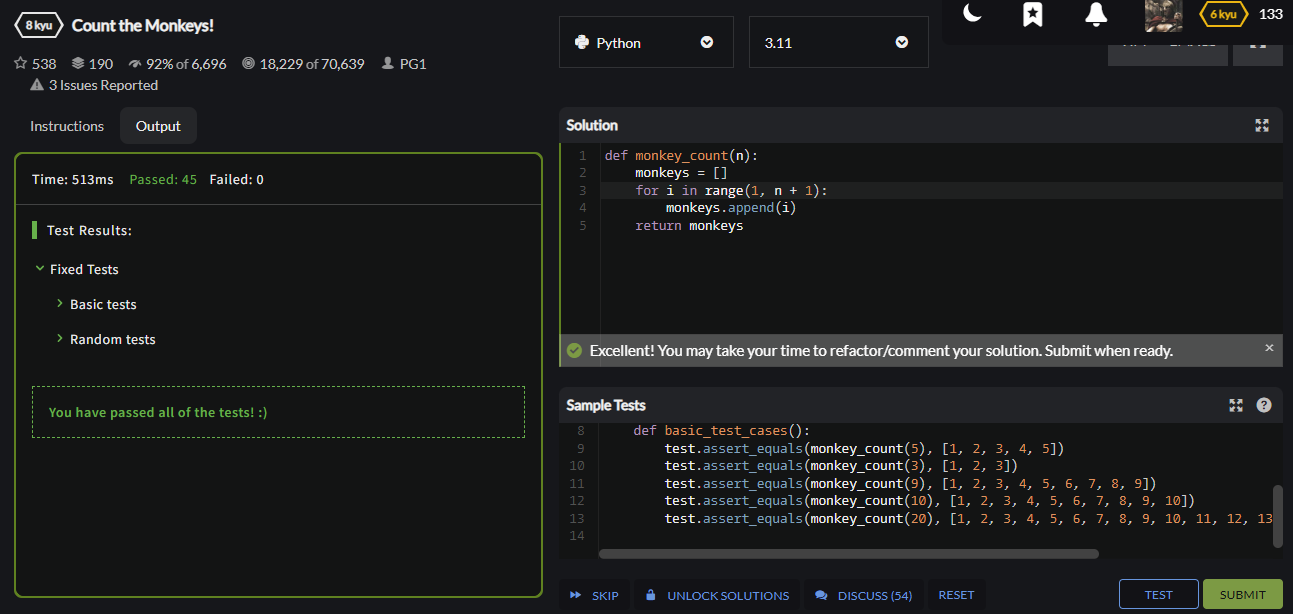 8 kyu Count the Monkeys!
538 190 92% of 6,696 18,229 of 70,639 PG1
3 Issues Reported
Instructions Output
Time: 513ms Passed: 45 Failed: 0
Test Results:
Fixed Tests
Basic tests
Random tests
You have passed all of the tests! :)
Python 3.11
6 kyu 133
Solution
1 def monkey_count(n):
2     monkeys = []
3     for i in range(1, n + 1):
4         monkeys.append(i)
5     return monkeys
Excellent! You may take your time to refactor/comment your solution. Submit when ready.
Sample Tests
8     def basic_test_cases():
9         test.assert_equals(monkey_count(5), [1, 2, 3, 4, 5])
10         test.assert_equals(monkey_count(3), [1, 2, 3])
11         test.assert_equals(monkey_count(9), [1, 2, 3, 4, 5, 6, 7, 8, 9])
12         test.assert_equals(monkey_count(10), [1, 2, 3, 4, 5, 6, 7, 8, 9, 10])
13         test.assert_equals(monkey_count(20), [1, 2, 3, 4, 5, 6, 7, 8, 9, 10, 11, 12, 13
14
SKIP UNLOCK SOLUTIONS DISCUSS (54) RESET TEST SUBMIT